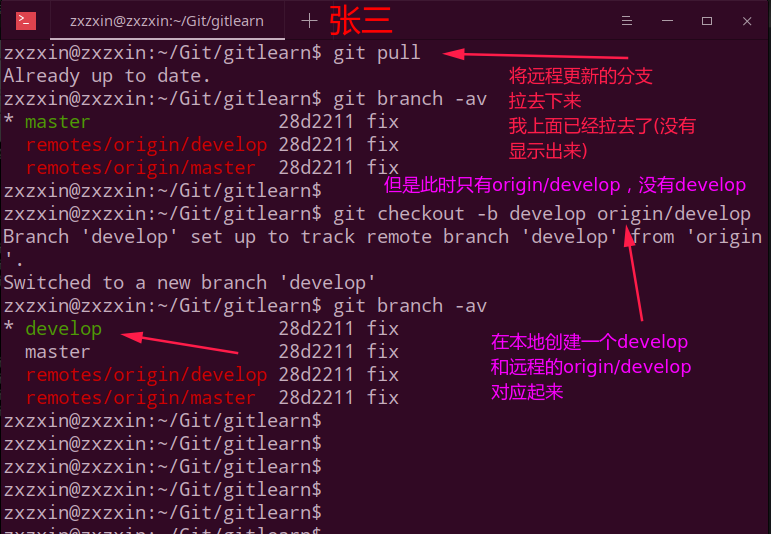 zxzxin@zxzxin:~/Git/gitlearn
张三
zxzxin@zxzxin:~/Git/gitlearn$ git pull
Already up to date.
将远程更新的分支
拉去下来
我上面已经拉去了(没有
显示出来)
zxzxin@zxzxin:~/Git/gitlearn$ git branch -av
* master 28d2211 fix
remotes/origin/develop 28d2211 fix
remotes/origin/master 28d2211 fix
zxzxin@zxzxin:~/Git/gitlearn$
但是此时只有origin/develop，没有develop
zxzxin@zxzxin:~/Git/gitlearn$ git checkout -b develop origin/develop
Branch 'develop' set up to track remote branch 'develop' from 'origin
'.
Switched to a new branch 'develop'
zxzxin@zxzxin:~/Git/gitlearn$ git branch -av
* develop 28d2211 fix
master 28d2211 fix
remotes/origin/develop 28d2211 fix
remotes/origin/master 28d2211 fix
在本地创建一个develop
和远程的origin/develop
对应起来
zxzxin@zxzxin:~/Git/gitlearn$
zxzxin@zxzxin:~/Git/gitlearn$
zxzxin@zxzxin:~/Git/gitlearn$
zxzxin@zxzxin:~/Git/gitlearn$
zxzxin@zxzxin:~/Git/gitlearn$
zxzxin@zxzxin:~/Git/gitlearn$